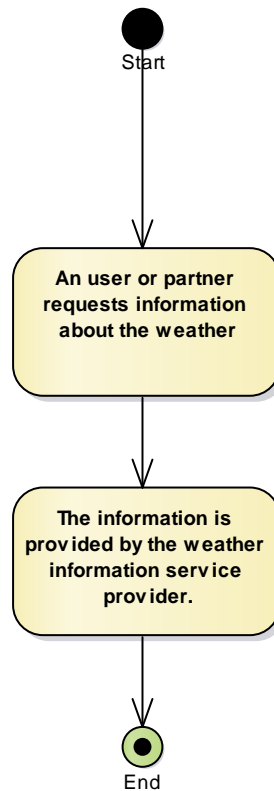 Start
An user or partner
requests information
about the weather
The information is
provided by the weather
information service
provider.
End